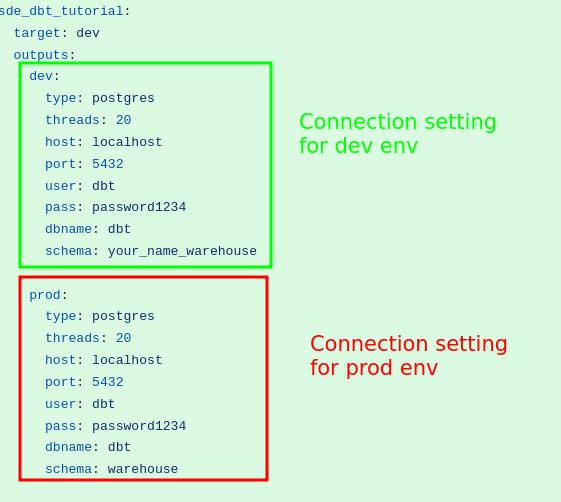 sde_dbt_tutorial:
target: dev
outputs:
dev:
type: postgres
threads: 20
host: localhost
port: 5432
user: dbt
pass: password1234
dbname: dbt
schema: your_name_warehouse
Connection setting
for dev env
prod:
type: postgres
threads: 20
host: localhost
port: 5432
user: dbt
pass: password1234
dbname: dbt
schema: warehouse
Connection setting
for prod env